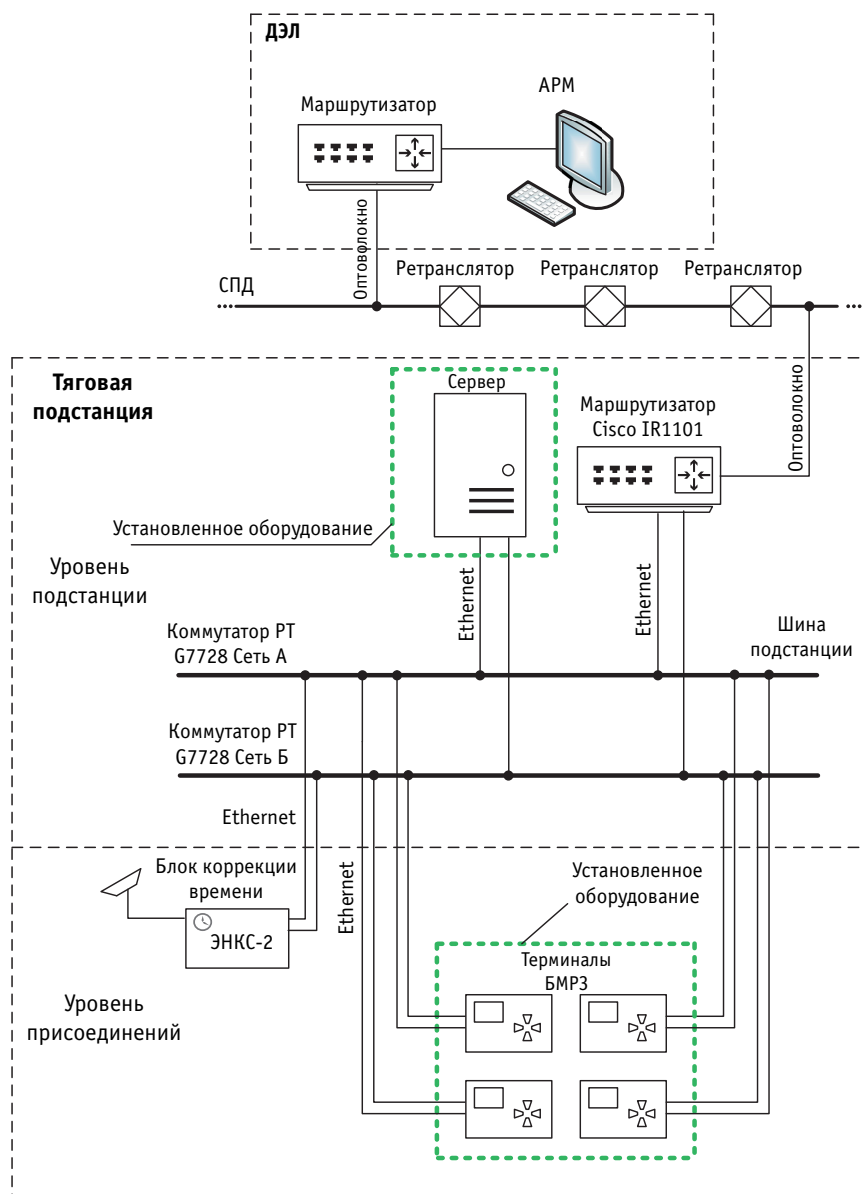 ДЭЛ
АРМ
Маршрутизатор
Оптоволокно
СПД
Ретранслятор
Ретранслятор
Ретранслятор
...
...
Тяговая
подстанция
Сервер
Маршрутизатор
Cisco IR1101
Оптоволокно
Установленное оборудование
Уровень
подстанции
Ethernet
Ethernet
Коммутатор РТ
G7728 Сеть А
Шина
подстанции
Коммутатор РТ
G7728 Сеть Б
Ethernet
Блок коррекции
времени
ЭНКС-2
Ethernet
Установленное
оборудование
Терминалы
БМРЗ
Уровень
присоединений